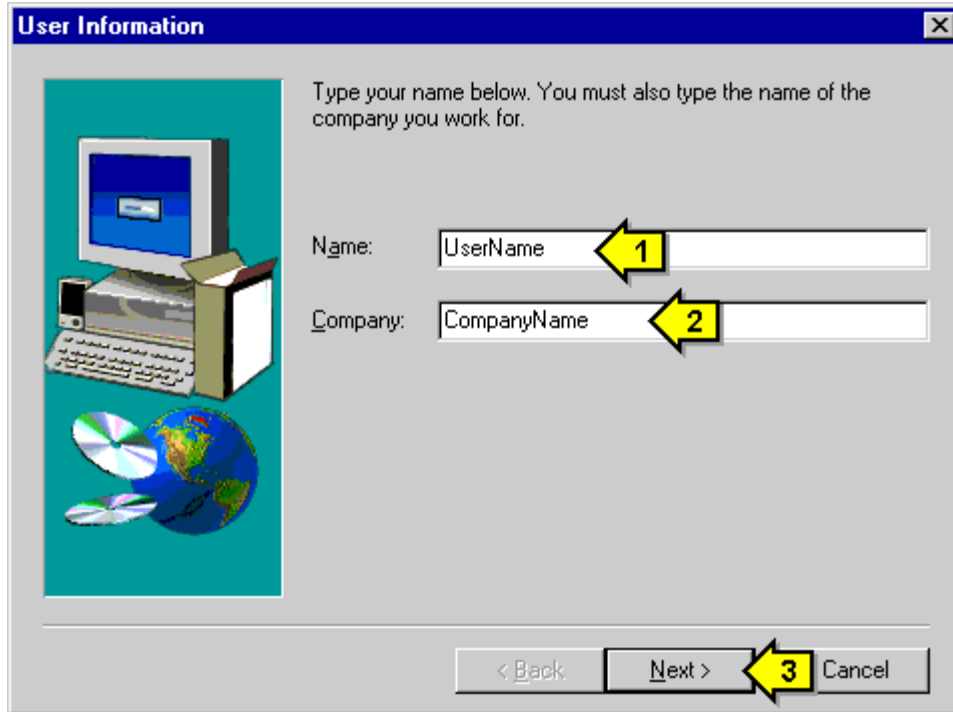 User Information
Type your name below. You must also type the name of the
company you work for.
Name: UserName 1
Company: CompanyName 2
< Back Next > 3 Cancel